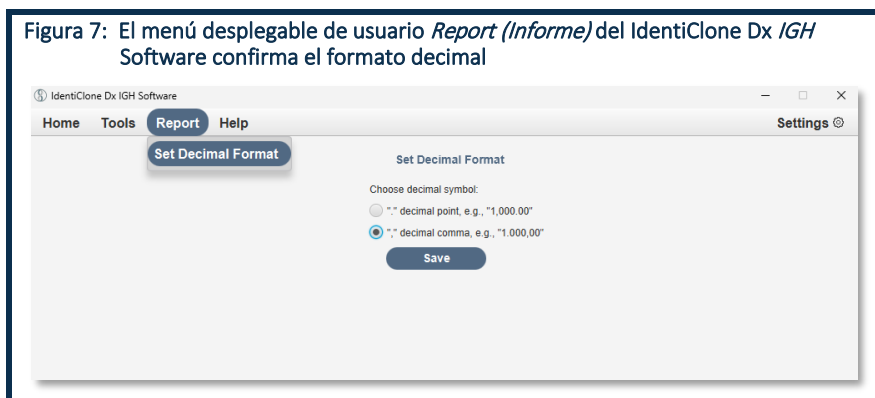 Figura 7: El menú desplegable de usuario Report (Informe) del IdentiClone Dx IGH
Software confirma el formato decimal
IdentiClone Dx IGH Software
Home Tools Report Help Settings
Set Decimal Format
Set Decimal Format
Choose decimal symbol:
"." decimal point, e.g., "1,000.00"
"," decimal comma, e.g., "1.000,00"
Save